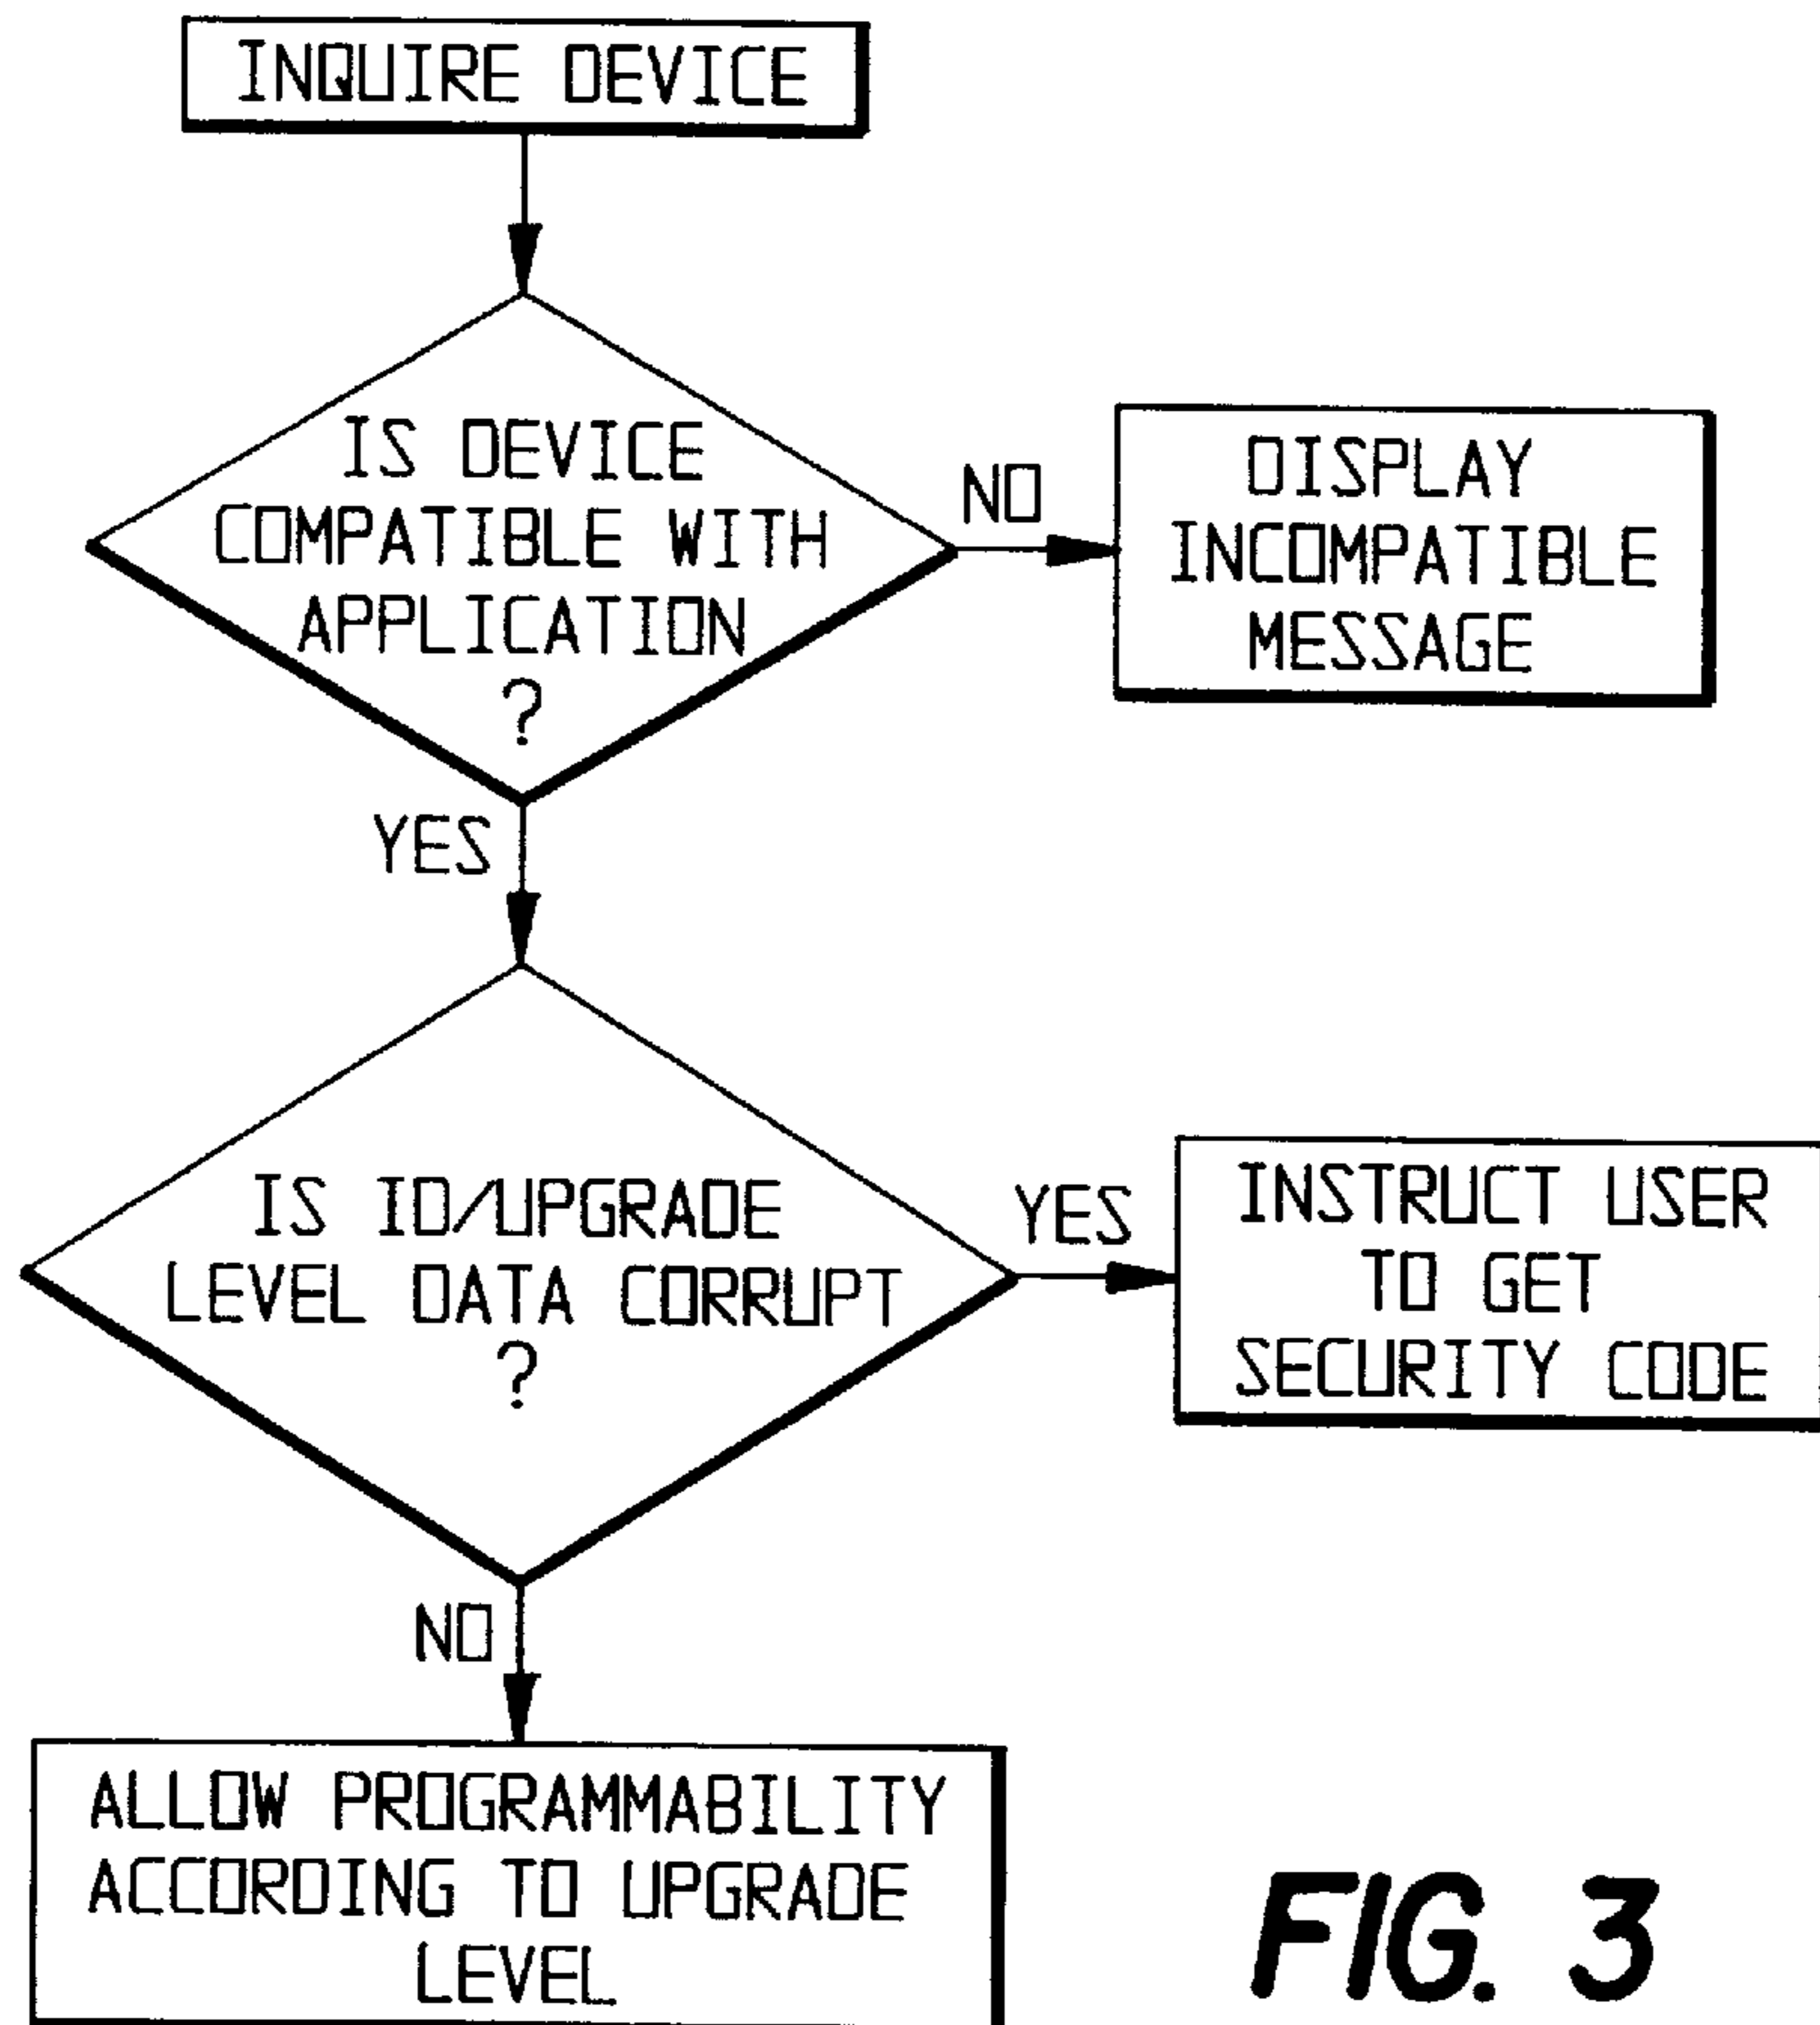 INQUIRE DEVICE
IS DEVICE
COMPATIBLE WITH
APPLICATION
?
NO
DISPLAY
INCOMPATIBLE
MESSAGE
YES
IS ID/UPGRADE
LEVEL DATA CORRUPT
?
YES
INSTRUCT USER
TO GET
SECURITY CODE
NO
ALLOW PROGRAMMABILITY
ACCORDING TO UPGRADE
LEVEL
FIG. 3